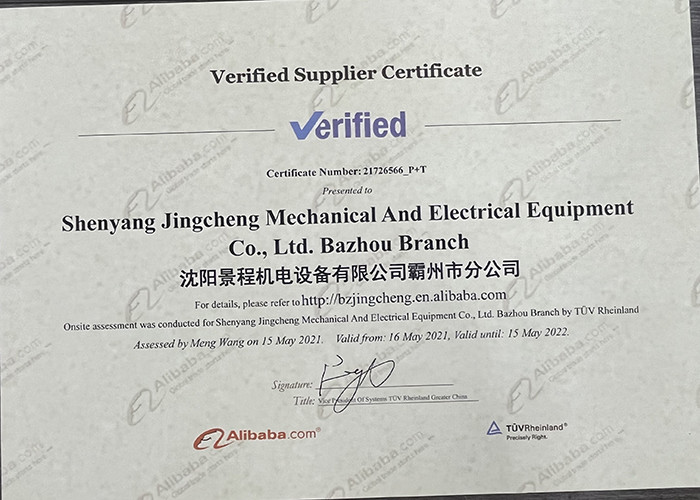 Verified Supplier Certificate
Verified
Certificate Number: 21726566_P+T
Presented to
Shenyang Jingcheng Mechanical And Electrical Equipment
Co., Ltd. Bazhou Branch
沈阳景程机电设备有限公司霸州市分公司
For details, please refer to http://bzjingcheng.en.alibaba.com
Onsite assessment was conducted for Shenyang Jingcheng Mechanical And Electrical Equipment Co., Ltd. Bazhou Branch by TÜV Rheinland
Assessed by Meng Wang on 15 May 2021. Valid from: 16 May 2021, Valid until: 15 May 2022.
Signature:
Title: Vice President Of Systems TÜV Rheinland Greater China
Alibaba.com®
TÜVRheinland®
Precisely Right.